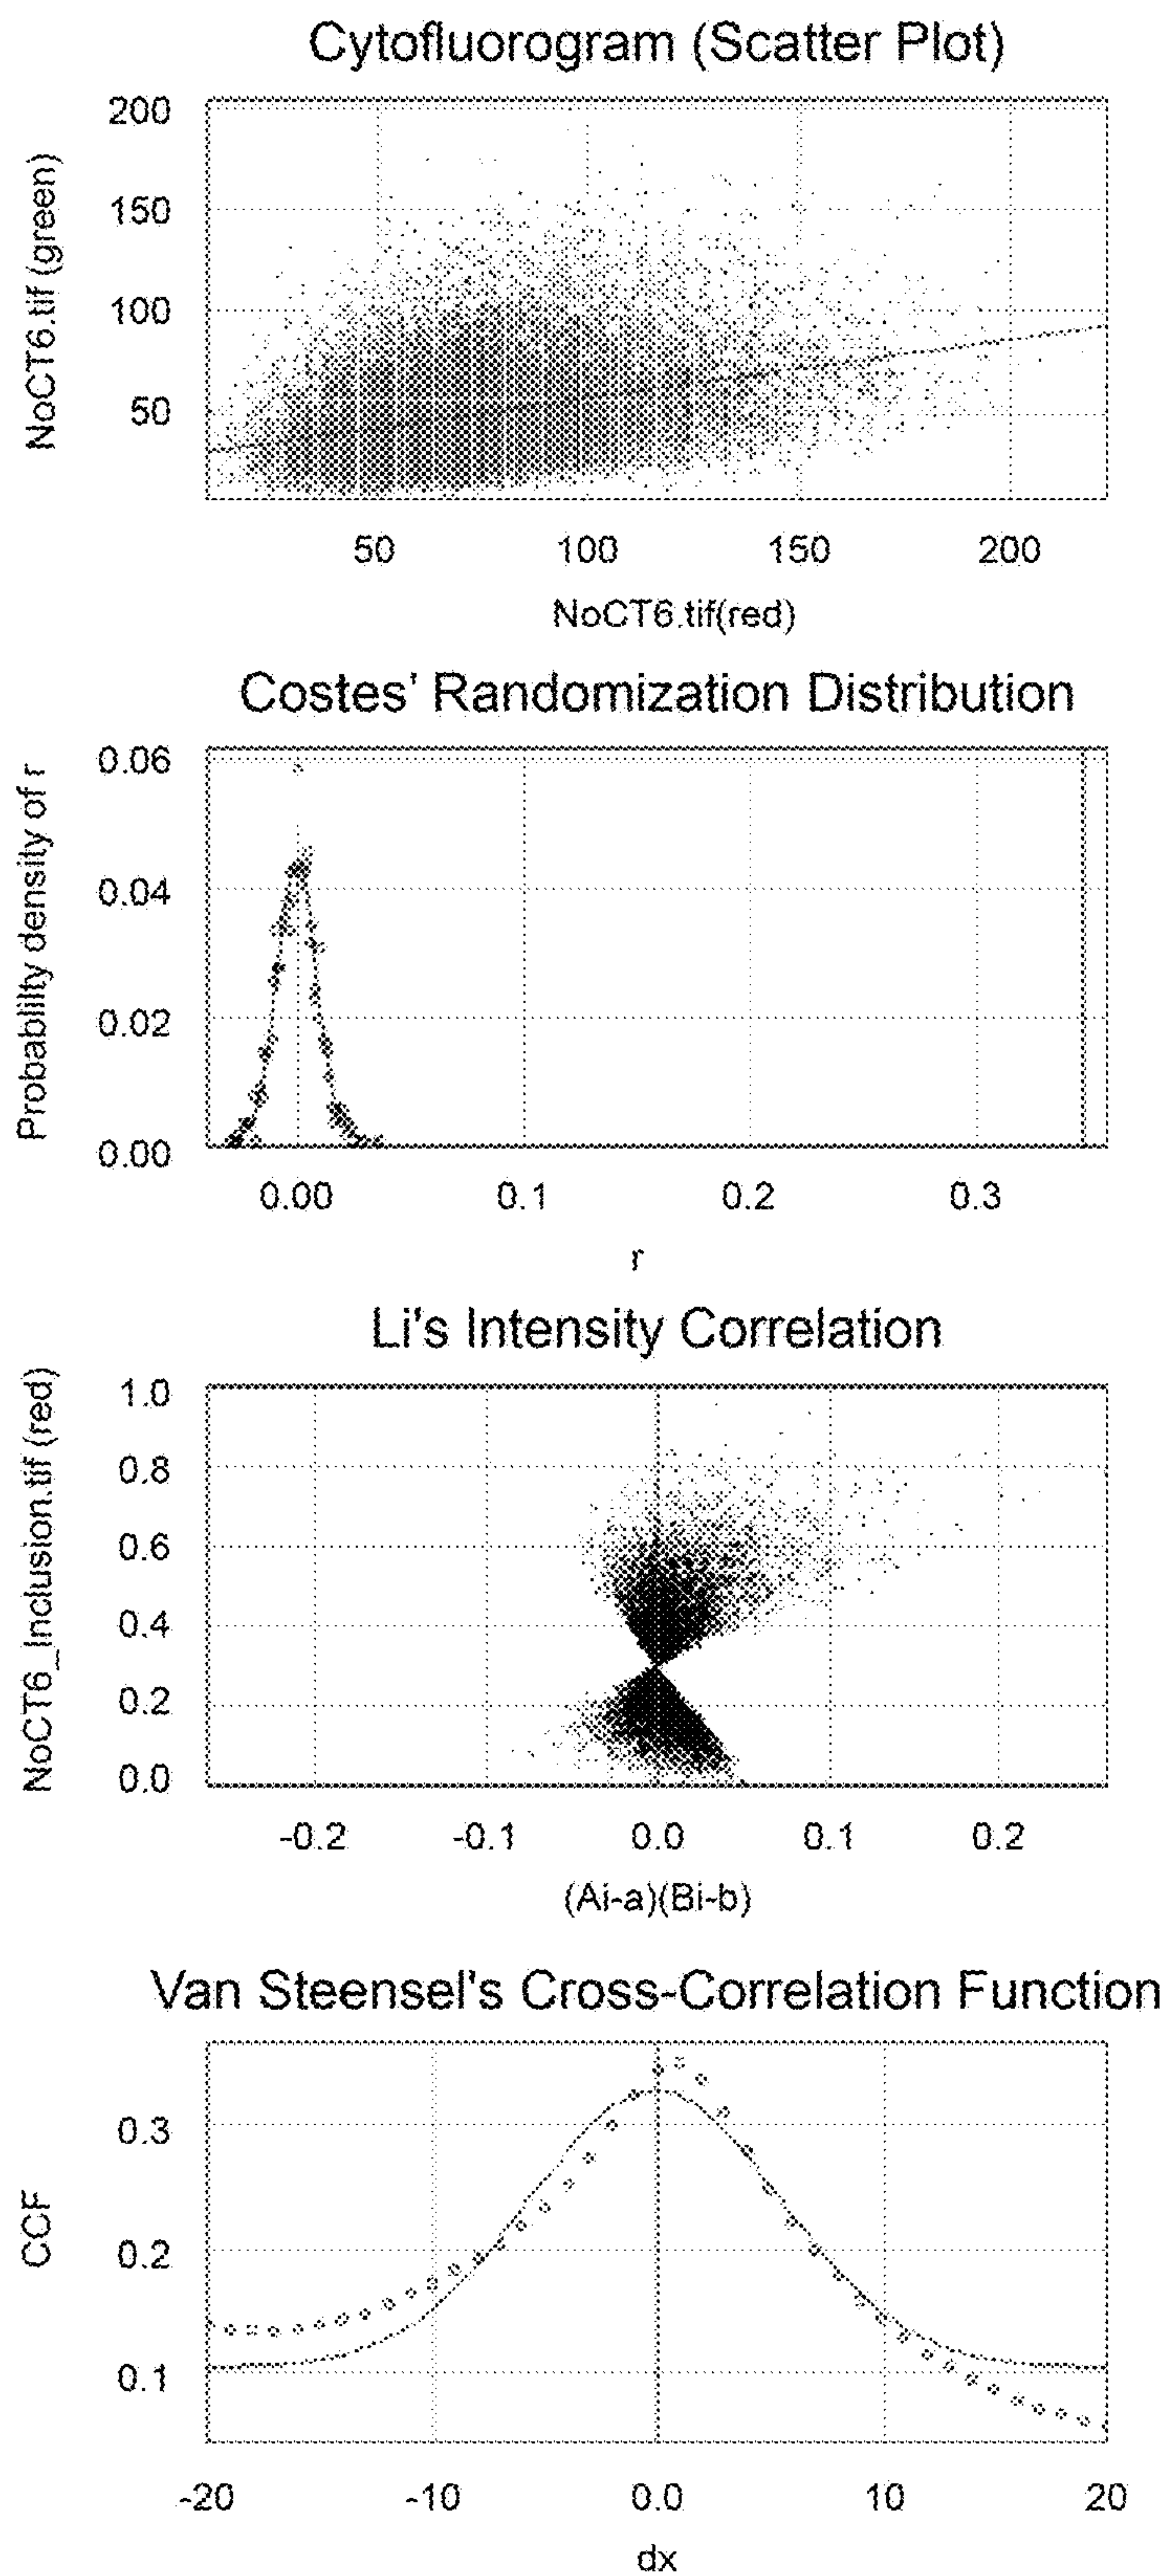 Cytofluorogram (Scatter Plot)
NoCT6.tif (green)
200
150
100
50
50 100 150 200
NoCT6.tif(red)
Costes' Randomization Distribution
Probability density of r
0.06
0.04
0.02
0.00
0.00 0.1 0.2 0.3
r
Li's Intensity Correlation
NoCT6_Inclusion.tif (red)
1.0
0.8
0.6
0.4
0.2
0.0
-0.2 -0.1 0.0 0.1 0.2
(Ai-a)(Bi-b)
Van Steensel's Cross-Correlation Function
CCF
0.3
0.2
0.1
-20 -10 0.0 10 20
dx